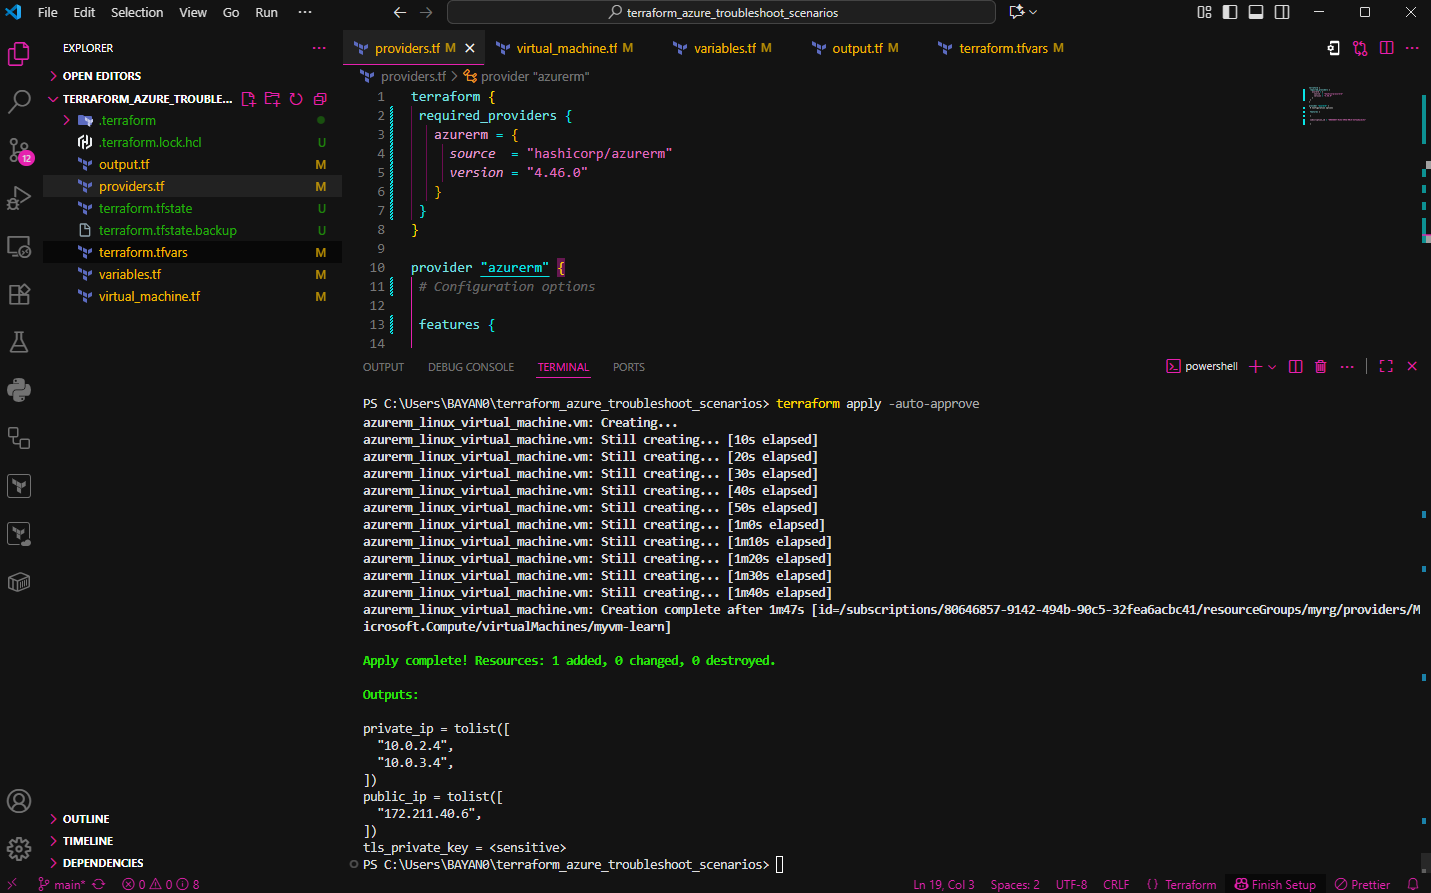 File Edit Selection View Go Run ···
terraform_azure_troubleshoot_scenarios
EXPLORER
OPEN EDITORS
TERRAFORM_AZURE_TROUBLE...
.terraform
.terraform.lock.hcl U
output.tf M
providers.tf M
terraform.tfstate U
terraform.tfstate.backup U
terraform.tfvars M
variables.tf M
virtual_machine.tf M
OUTLINE
TIMELINE
DEPENDENCIES
12
providers.tf M virtual_machine.tf M variables.tf M output.tf M terraform.tfvars M
providers.tf > provider "azurerm"
1 terraform {
2 required_providers {
3 azurerm = {
4 source = "hashicorp/azurerm"
5 version = "4.46.0"
6 }
7 }
8 }
9
10 provider "azurerm" {
11 # Configuration options
12
13 features {
14
OUTPUT DEBUG CONSOLE TERMINAL PORTS
powershell
PS C:\Users\BAYAN0\terraform_azure_troubleshoot_scenarios> terraform apply -auto-approve
azurerm_linux_virtual_machine.vm: Creating...
azurerm_linux_virtual_machine.vm: Still creating... [10s elapsed]
azurerm_linux_virtual_machine.vm: Still creating... [20s elapsed]
azurerm_linux_virtual_machine.vm: Still creating... [30s elapsed]
azurerm_linux_virtual_machine.vm: Still creating... [40s elapsed]
azurerm_linux_virtual_machine.vm: Still creating... [50s elapsed]
azurerm_linux_virtual_machine.vm: Still creating... [1m0s elapsed]
azurerm_linux_virtual_machine.vm: Still creating... [1m10s elapsed]
azurerm_linux_virtual_machine.vm: Still creating... [1m20s elapsed]
azurerm_linux_virtual_machine.vm: Still creating... [1m30s elapsed]
azurerm_linux_virtual_machine.vm: Still creating... [1m40s elapsed]
azurerm_linux_virtual_machine.vm: Creation complete after 1m47s [id=/subscriptions/80646857-9142-494b-90c5-32fea6acbc41/resourceGroups/myrg/providers/M
icrosoft.Compute/virtualMachines/myvm-learn]
Apply complete! Resources: 1 added, 0 changed, 0 destroyed.
Outputs:
private_ip = tolist([
"10.0.2.4",
"10.0.3.4",
])
public_ip = tolist([
"172.211.40.6",
])
tls_private_key = <sensitive>
PS C:\Users\BAYAN0\terraform_azure_troubleshoot_scenarios>
main* 0 0 8 Ln 19, Col 3 Spaces: 2 UTF-8 CRLF {} Terraform Finish Setup Prettier